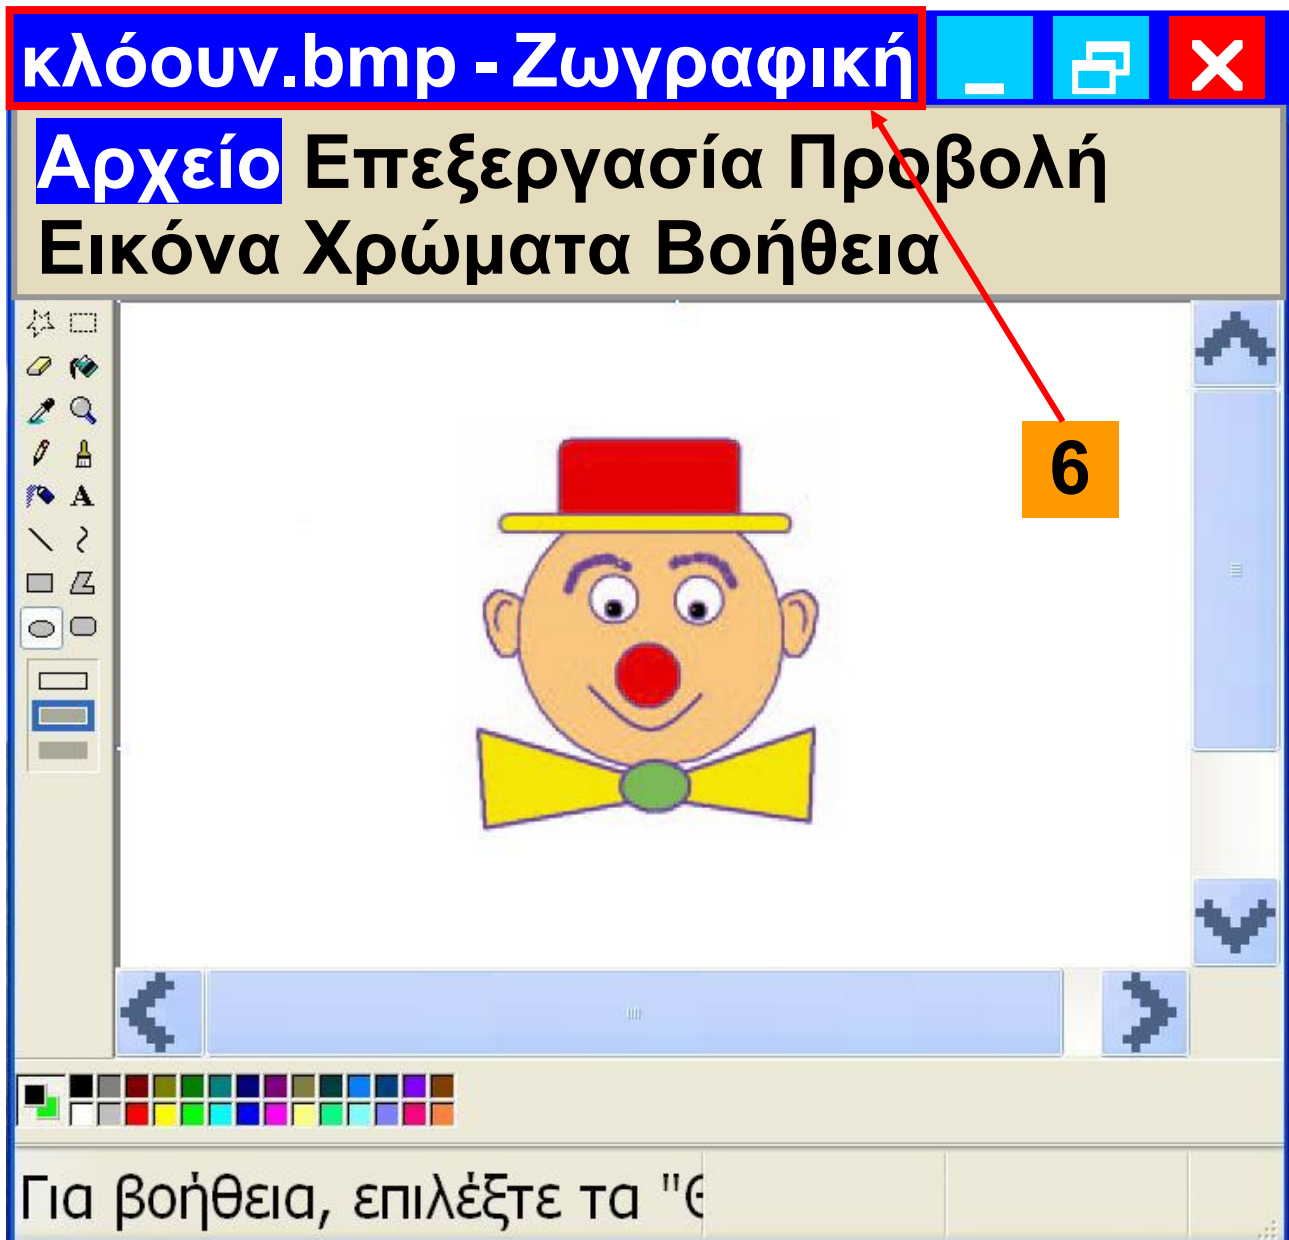 κλόουν.bmp - Ζωγραφική
Αρχείο Επεξεργασία Προβολή
Εικόνα Χρώματα Βοήθεια
6
A
Για βοήθεια, επιλέξτε τα "Θ